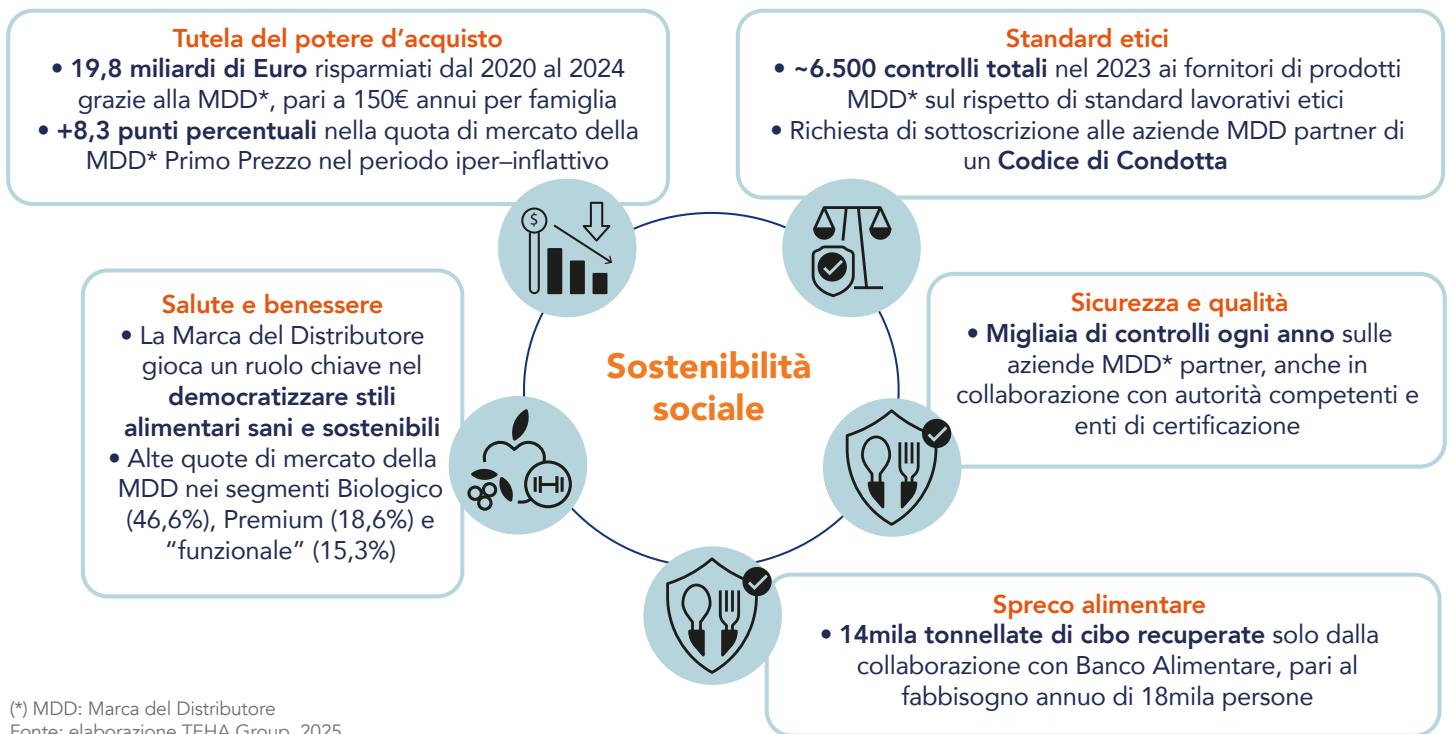 Tutela del potere d'acquisto
• 19,8 miliardi di Euro risparmiati dal 2020 al 2024
grazie alla MDD*, pari a 150€ annui per famiglia
• +8,3 punti percentuali nella quota di mercato della
MDD* Primo Prezzo nel periodo iper–inflattivo
Standard etici
• ~6.500 controlli totali nel 2023 ai fornitori di prodotti
MDD* sul rispetto di standard lavorativi etici
• Richiesta di sottoscrizione alle aziende MDD partner di
un Codice di Condotta
$
Salute e benessere
• La Marca del Distributore
gioca un ruolo chiave nel
democratizzare stili
alimentari sani e sostenibili
• Alte quote di mercato della
MDD nei segmenti Biologico
(46,6%), Premium (18,6%) e
“funzionale” (15,3%)
Sostenibilità
sociale
Sicurezza e qualità
• Migliaia di controlli ogni anno sulle
aziende MDD* partner, anche in
collaborazione con autorità competenti e
enti di certificazione
Spreco alimentare
• 14mila tonnellate di cibo recuperate solo dalla
collaborazione con Banco Alimentare, pari al
fabbisogno annuo di 18mila persone
(*) MDD: Marca del Distributore
Fonte: elaborazione TEHA Group, 2025